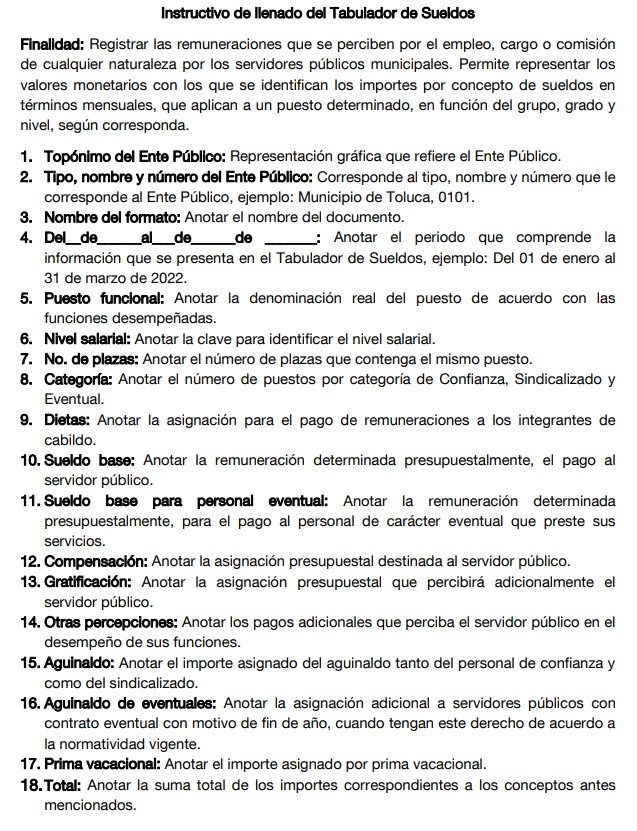 Instructivo de llenado del Tabulador de Sueldos
Finalidad: Registrar las remuneraciones que se perciben por el empleo, cargo o comisión
de cualquier naturaleza por los servidores públicos municipales. Permite representar los
valores monetarios con los que se identifican los importes por concepto de sueldos en
términos mensuales, que aplican a un puesto determinado, en función del grupo, grado y
nivel, según corresponda.
1. Topónimo del Ente Público: Representación gráfica que refiere el Ente Público.
2. Tipo, nombre y número del Ente Público: Corresponde al tipo, nombre y número que le
corresponde al Ente Público, ejemplo: Municipio de Toluca, 0101.
3. Nombre del formato: Anotar el nombre del documento.
4. Del__de______al___de______de _______: Anotar el periodo que comprende la
información que se presenta en el Tabulador de Sueldos, ejemplo: Del 01 de enero al
31 de marzo de 2022.
5. Puesto funcional: Anotar la denominación real del puesto de acuerdo con las
funciones desempeñadas.
6. Nivel salarial: Anotar la clave para identificar el nivel salarial.
7. No. de plazas: Anotar el número de plazas que contenga el mismo puesto.
8. Categoría: Anotar el número de puestos por categoría de Confianza, Sindicalizado y
Eventual.
9. Dietas: Anotar la asignación para el pago de remuneraciones a los integrantes de
cabildo.
10. Sueldo base: Anotar la remuneración determinada presupuestalmente, el pago al
servidor público.
11. Sueldo base para personal eventual: Anotar la remuneración determinada
presupuestalmente, para el pago al personal de carácter eventual que preste sus
servicios.
12. Compensación: Anotar la asignación presupuestal destinada al servidor público.
13. Gratificación: Anotar la asignación presupuestal que percibirá adicionalmente el
servidor público.
14. Otras percepciones: Anotar los pagos adicionales que perciba el servidor público en el
desempeño de sus funciones.
15. Aguinaldo: Anotar el importe asignado del aguinaldo tanto del personal de confianza y
como del sindicalizado.
16. Aguinaldo de eventuales: Anotar la asignación adicional a servidores públicos con
contrato eventual con motivo de fin de año, cuando tengan este derecho de acuerdo a
la normatividad vigente.
17. Prima vacacional: Anotar el importe asignado por prima vacacional.
18. Total: Anotar la suma total de los importes correspondientes a los conceptos antes
mencionados.